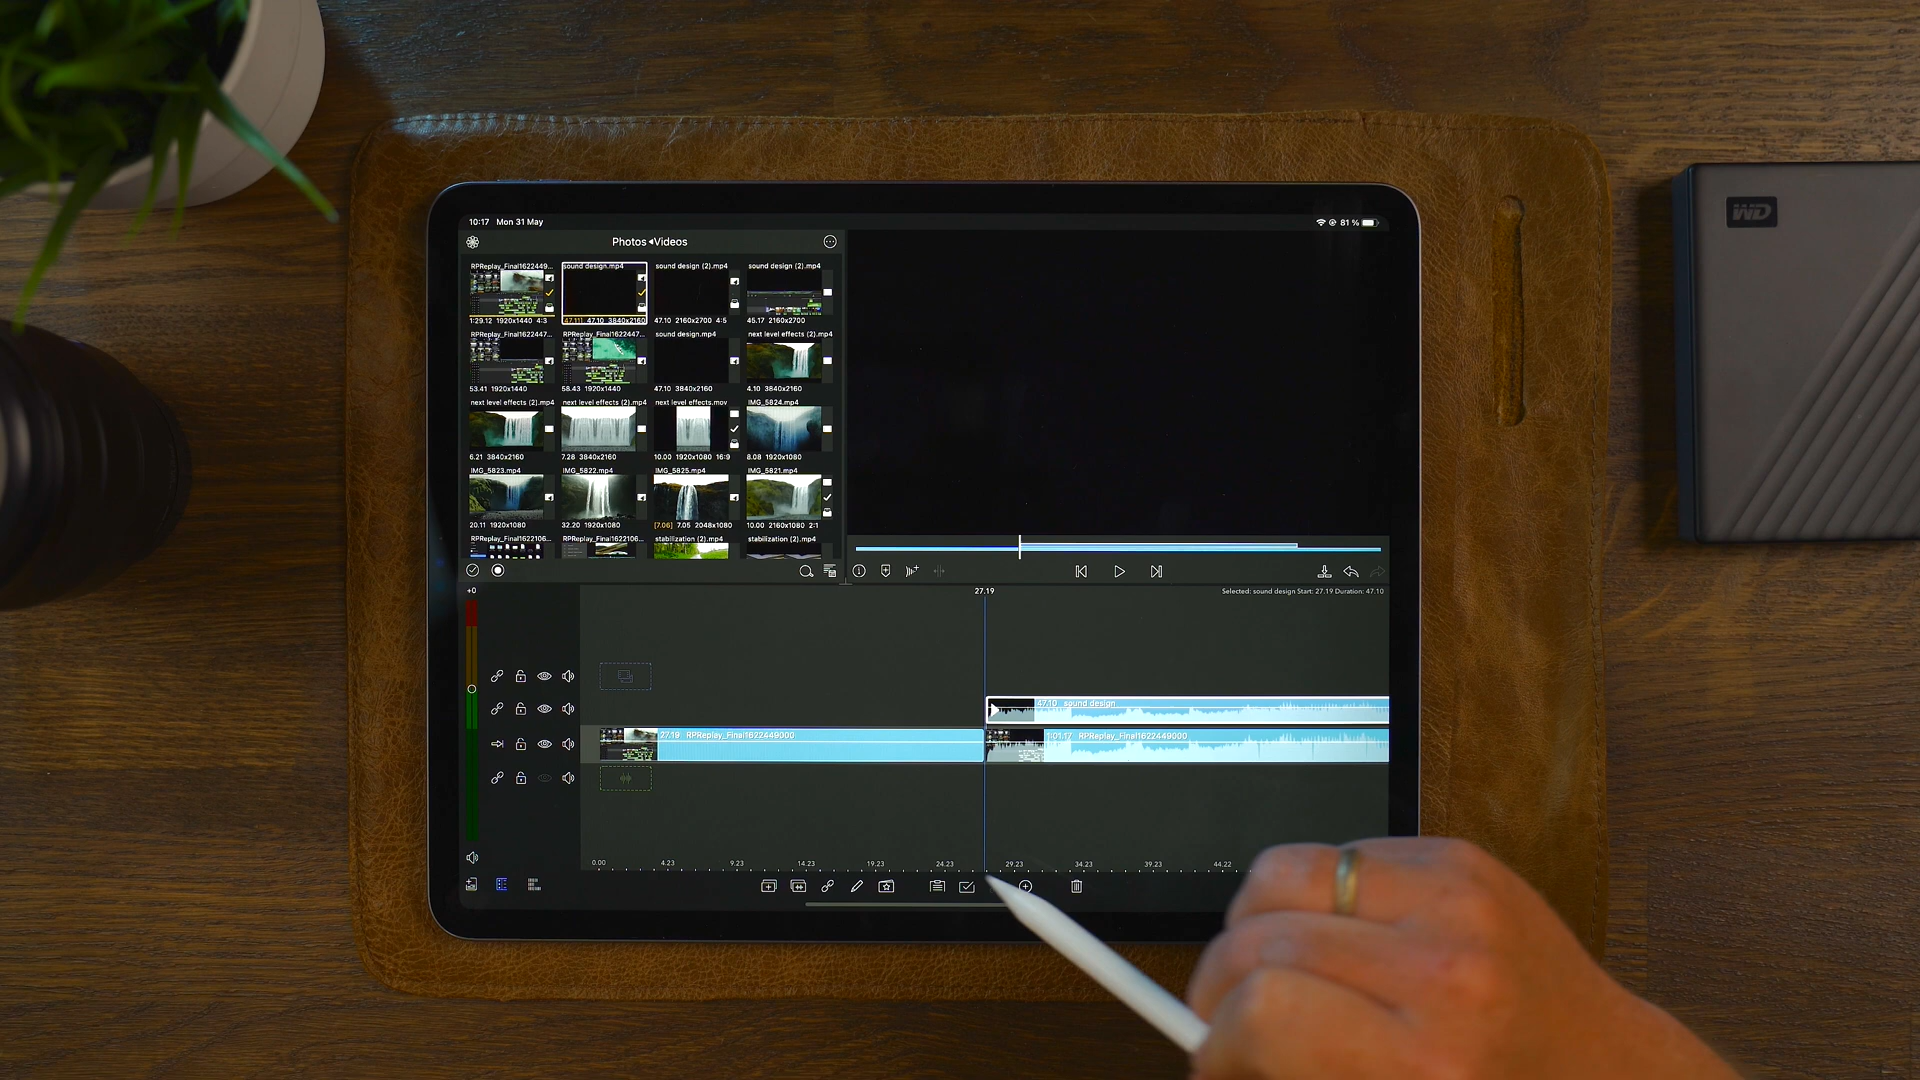 10:17 Mon 31 May
81 %
Photos◂Videos
RPReplay_Final1622449...
sound design.mp4
sound design (2).mp4
sound design (2).mp4
1:29.12 1920x1440 4:3
[47.11] 47.10 3840x2160
47.10 2160x2700 4:5
45.17 2160x2700
RPReplay_Final1622447...
RPReplay_Final1622447...
sound design.mp4
next level effects (2).mp4
53.41 1920x1440
58.43 1920x1440
47.10 3840x2160
4.10 3840x2160
next level effects (2).mp4
next level effects (2).mp4
next level effects.mov
IMG_5824.mp4
6.21 3840x2160
7.28 3840x2160
10.00 1920x1080 16:9
8.08 1920x1080
IMG_5823.mp4
IMG_5822.mp4
IMG_5825.mp4
IMG_5821.mp4
20.11 1920x1080
32.20 1920x1080
[7.06] 7.05 2048x1080
10.00 2160x1080 2:1
RPReplay_Final1622106...
RPReplay_Final1622106...
stabilization (2).mp4
stabilization (2).mp4
+0
27.19
Selected: sound design Start: 27.19 Duration: 47.10
47.10 sound design
27.19 RPReplay_Final1622449000
1:01.17 RPReplay_Final1622449000
0.00 4.23 9.23 14.23 19.23 24.23 29.23 34.23 39.23 44.22
WD